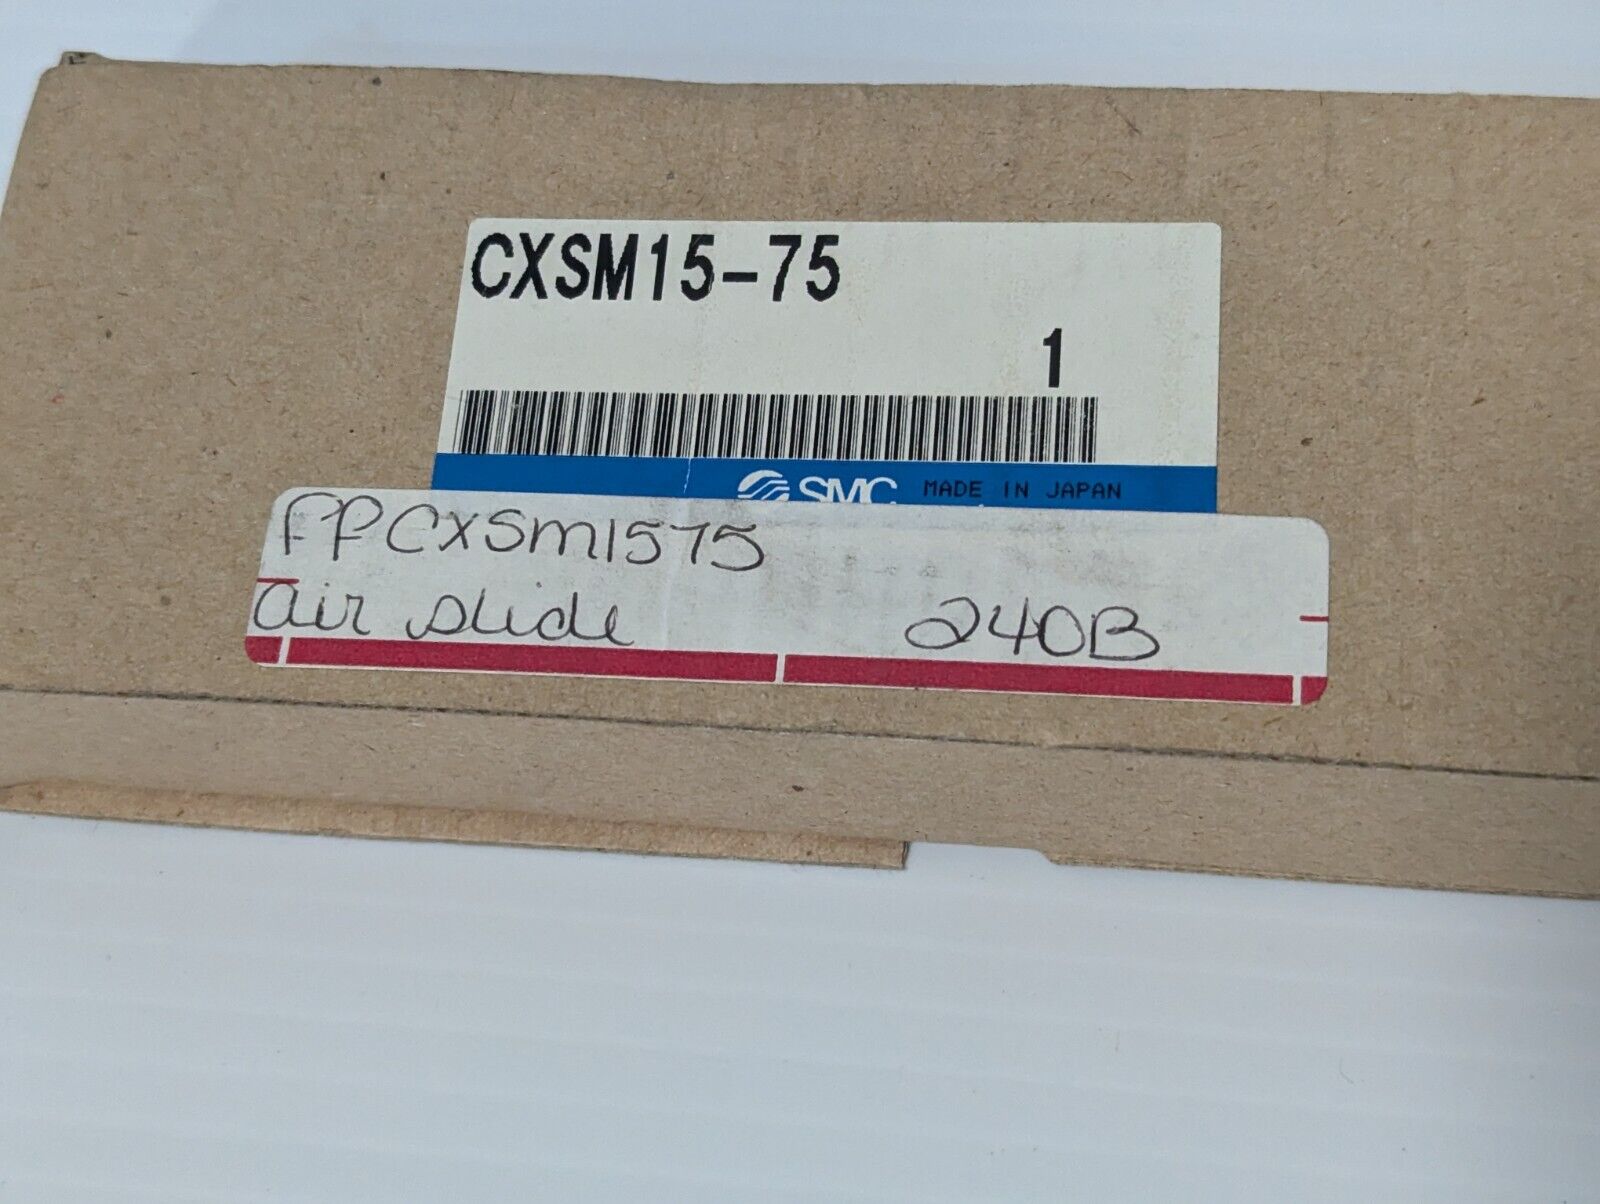 CXSM15-75
1
SMC MADE IN JAPAN
FPCXSM1575
air slide 240B